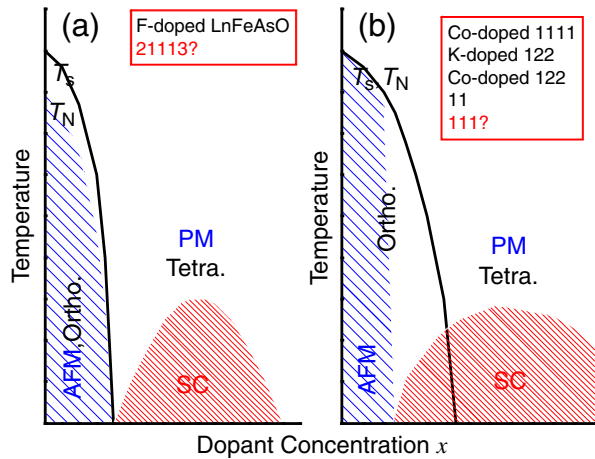 (a)
F-doped LnFeAsO
21113?
Ts
TN
Temperature
AFM,Ortho.
PM
Tetra.
SC
(b)
Co-doped 1111
K-doped 122
Co-doped 122
11
111?
Ts, TN
Temperature
Ortho.
AFM
PM
Tetra.
SC
Dopant Concentration x